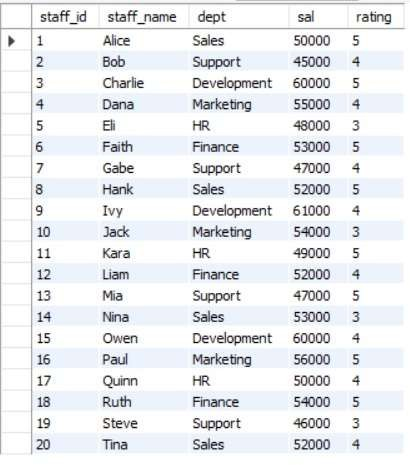 staff_id staff_name dept sal rating
1 Alice Sales 50000 5
2 Bob Support 45000 4
3 Charlie Development 60000 5
4 Dana Marketing 55000 4
5 Eli HR 48000 3
6 Faith Finance 53000 5
7 Gabe Support 47000 4
8 Hank Sales 52000 5
9 Ivy Development 61000 4
10 Jack Marketing 54000 3
11 Kara HR 49000 5
12 Liam Finance 52000 4
13 Mia Support 47000 5
14 Nina Sales 53000 3
15 Owen Development 60000 4
16 Paul Marketing 56000 5
17 Quinn HR 50000 4
18 Ruth Finance 54000 5
19 Steve Support 46000 3
20 Tina Sales 52000 4